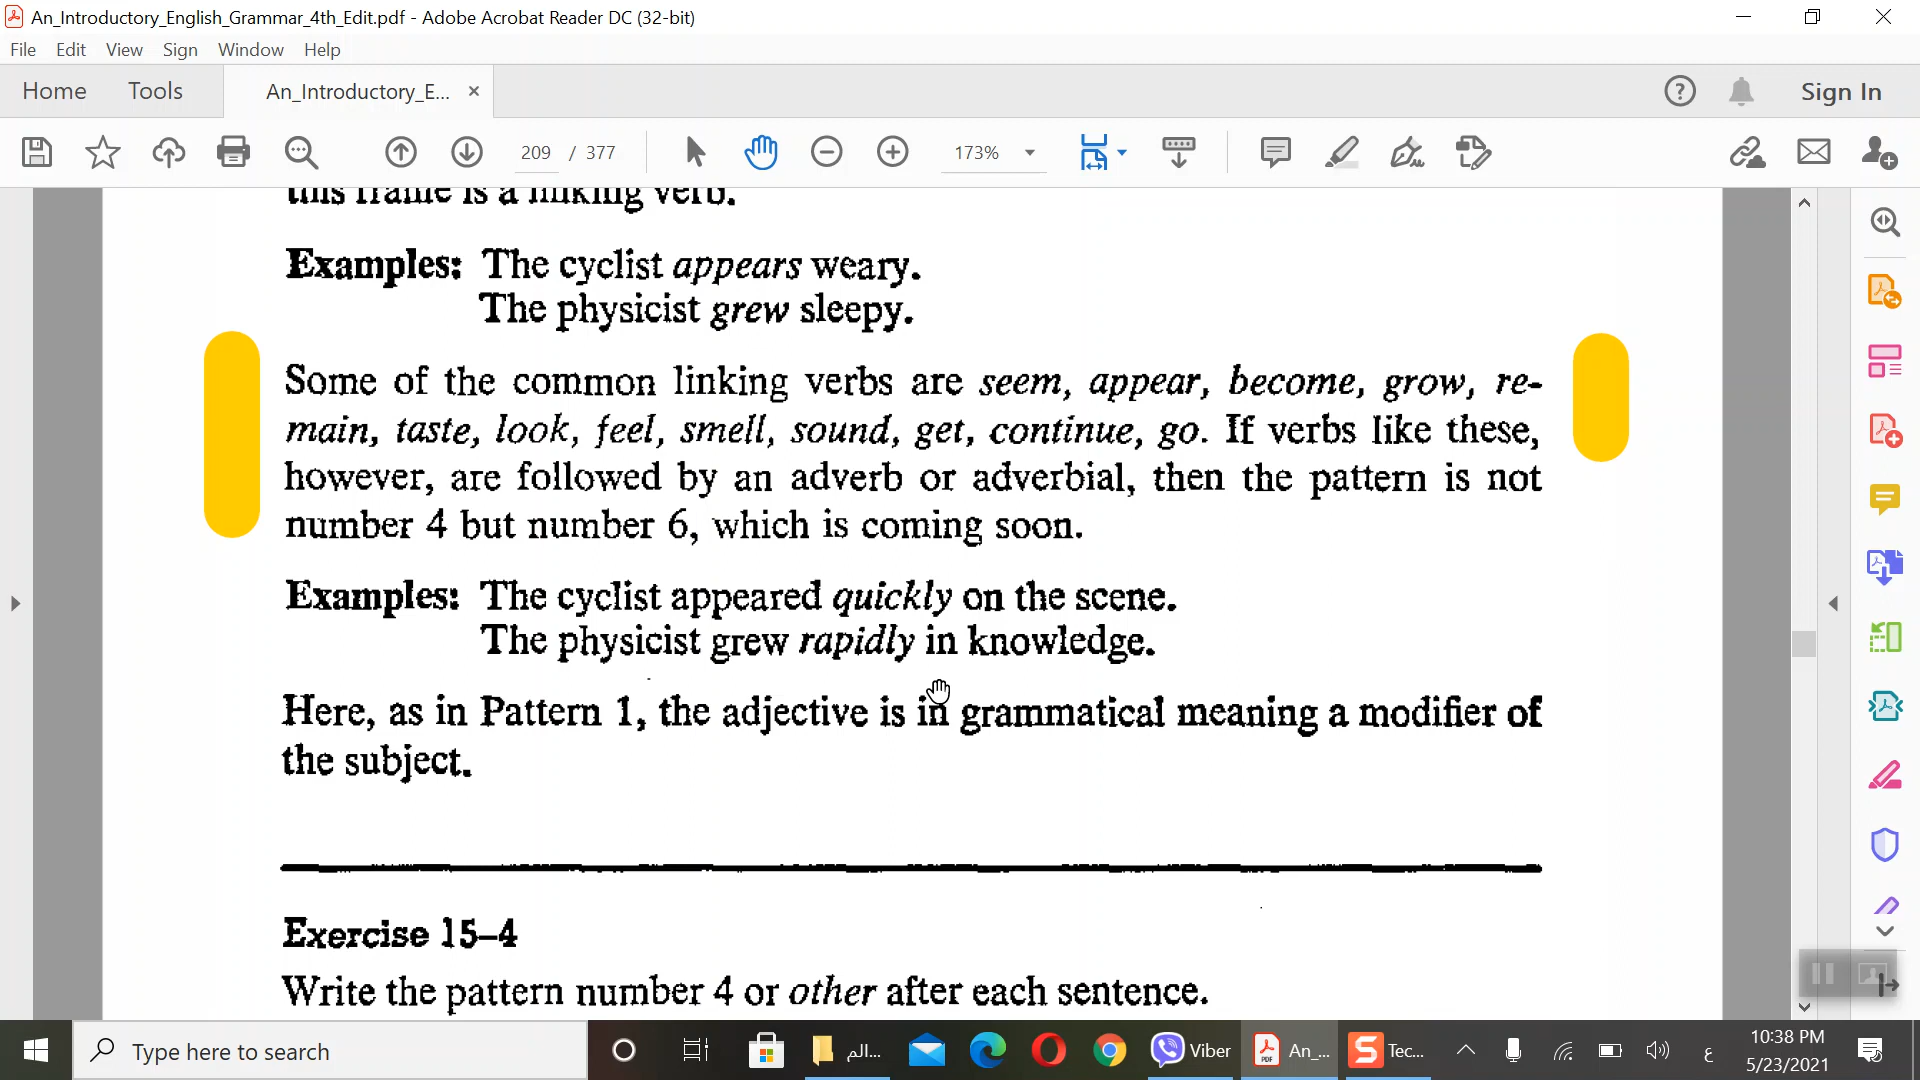 An_Introductory_English_Grammar_4th_Edit.pdf - Adobe Acrobat Reader DC (32-bit)
File Edit View Sign Window Help
Home Tools An_Introductory_E... × Sign In
209 / 377 173%
this frame is a linking verb.
Examples: The cyclist appears weary.
The physicist grew sleepy.
Some of the common linking verbs are seem, appear, become, grow, re-
main, taste, look, feel, smell, sound, get, continue, go. If verbs like these,
however, are followed by an adverb or adverbial, then the pattern is not
number 4 but number 6, which is coming soon.
Examples: The cyclist appeared quickly on the scene.
The physicist grew rapidly in knowledge.
Here, as in Pattern 1, the adjective is in grammatical meaning a modifier of
the subject.
Exercise 15–4
Write the pattern number 4 or other after each sentence.
Type here to search
الم... Viber An_... Tec... ع
10:38 PM
5/23/2021